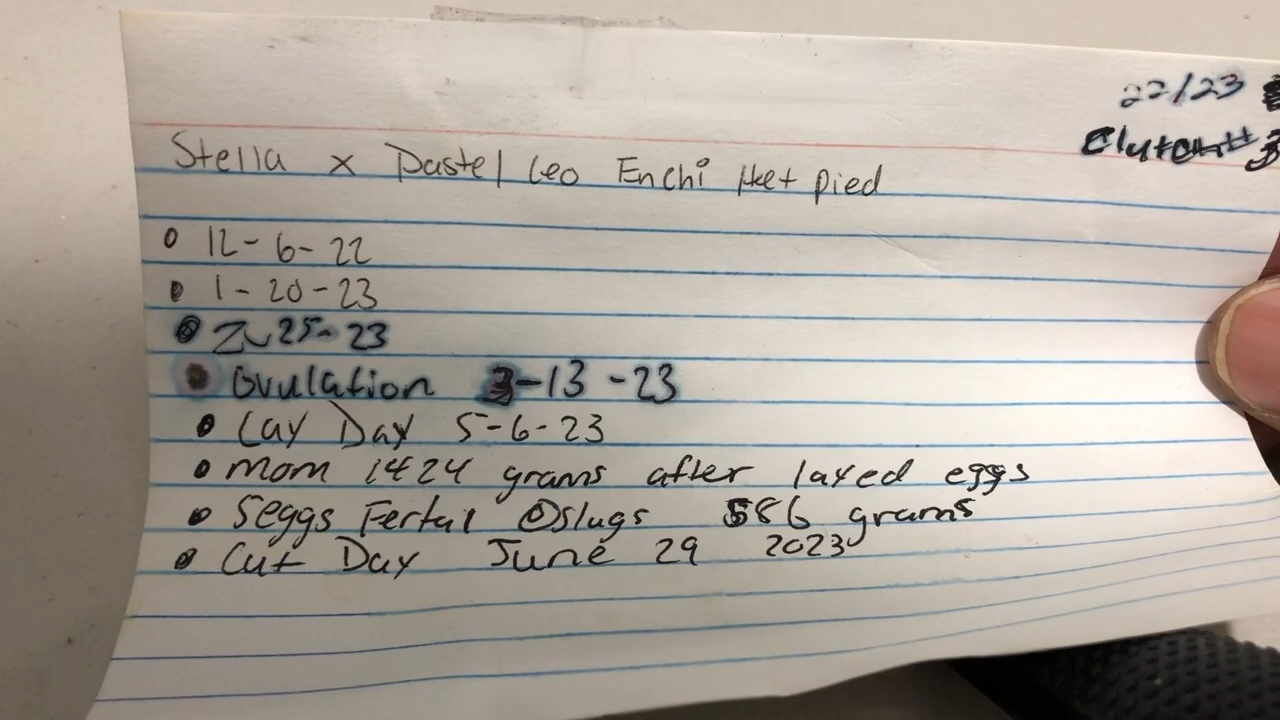 22/23
Clutch# 3
Stella x Pastel Leo Enchi Het pied
12-6-22
1-20-23
2-25-23
Ovulation 3-13-23
Lay Day 5-6-23
Mom 1424 grams after layed eggs
5eggs Fertal 0slugs 586 grams
Cut Day June 29 2023